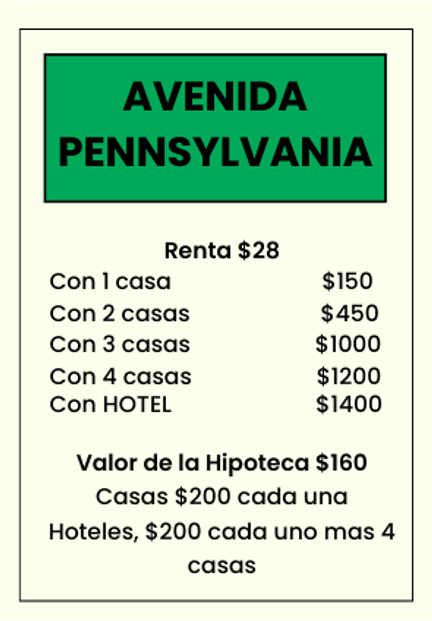 AVENIDA
PENNSYLVANIA
Renta $28
Con 1 casa $150
Con 2 casas $450
Con 3 casas $1000
Con 4 casas $1200
Con HOTEL $1400
Valor de la Hipoteca $160
Casas $200 cada una
Hoteles, $200 cada uno mas 4
casas